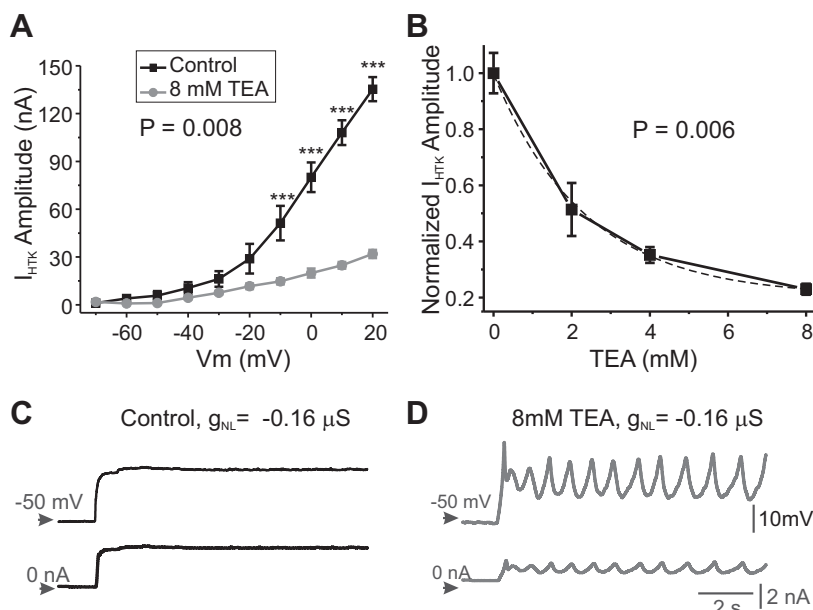 A
B
Control
8 mM TEA
P = 0.008
***
***
***
***
I_HTK Amplitude (nA)
150
120
90
60
30
0
-60
-40
-20
0
20
Vm (mV)
P = 0.006
Normalized I_HTK Amplitude
1.0
0.8
0.6
0.4
0.2
0
2
4
6
8
TEA (mM)
C
Control, g_NL= -0.16 µS
-50 mV
0 nA
D
8mM TEA, g_NL= -0.16 µS
-50 mV
10mV
0 nA
2 s
2 nA